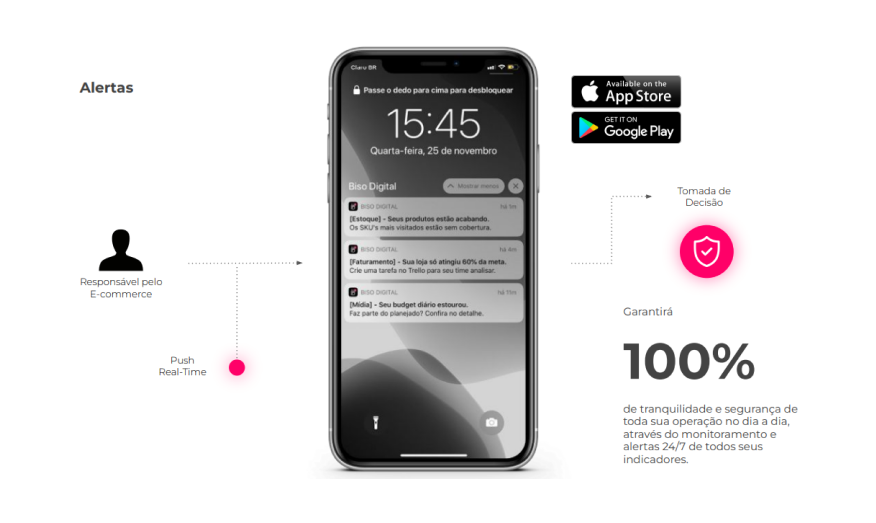 Alertas
Responsável pelo
E-commerce
Push
Real-Time
Claro BR
Passe o dedo para cima para desbloquear
15:45
Quarta-feira, 25 de novembro
Biso Digital
Mostrar menos
BISO DIGITAL
há 1m
[Estoque] - Seus produtos estão acabando.
Os SKU's mais visitados estão sem cobertura.
BISO DIGITAL
há 4m
[Faturamento] - Sua loja só atingiu 60% da meta.
Crie uma tarefa no Trello para seu time analisar.
BISO DIGITAL
há 11m
[Mídia] - Seu budget diário estourou.
Faz parte do planejado? Confira no detalhe.
Available on the
App Store
GET IT ON
Google Play
Tomada de
Decisão
Garantirá
100%
de tranquilidade e segurança de
toda sua operação no dia a dia,
através do monitoramento e
alertas 24/7 de todos seus
indicadores.